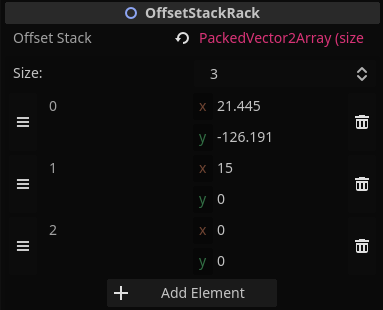 OffsetStackRack
Offset Stack PackedVector2Array (size
Size: 3
0 x 21.445
y -126.191
1 x 15
y 0
2 x 0
y 0
Add Element